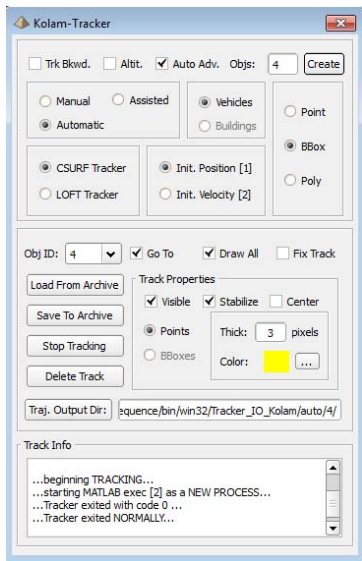 Kolam-Tracker
Trk Bkwd. Altit. Auto Adv. Objs: 4 Create
Manual Assisted Vehicles Point
Automatic Buildings BBox
CSURF Tracker Init. Position [1] Poly
LOFT Tracker Init. Velocity [2]
Obj ID: 4 Go To Draw All Fix Track
Load From Archive Track Properties
Save To Archive Visible Stabilize Center
Stop Tracking Points Thick: 3 pixels
Delete Track BBoxes Color: ...
Traj. Output Dir: equence/bin/win32/Tracker_IO_Kolam/auto/4/
Track Info
...beginning TRACKING...
...starting MATLAB exec [2] as a NEW PROCESS...
...Tracker exited with code 0 ...
...Tracker exited NORMALLY...